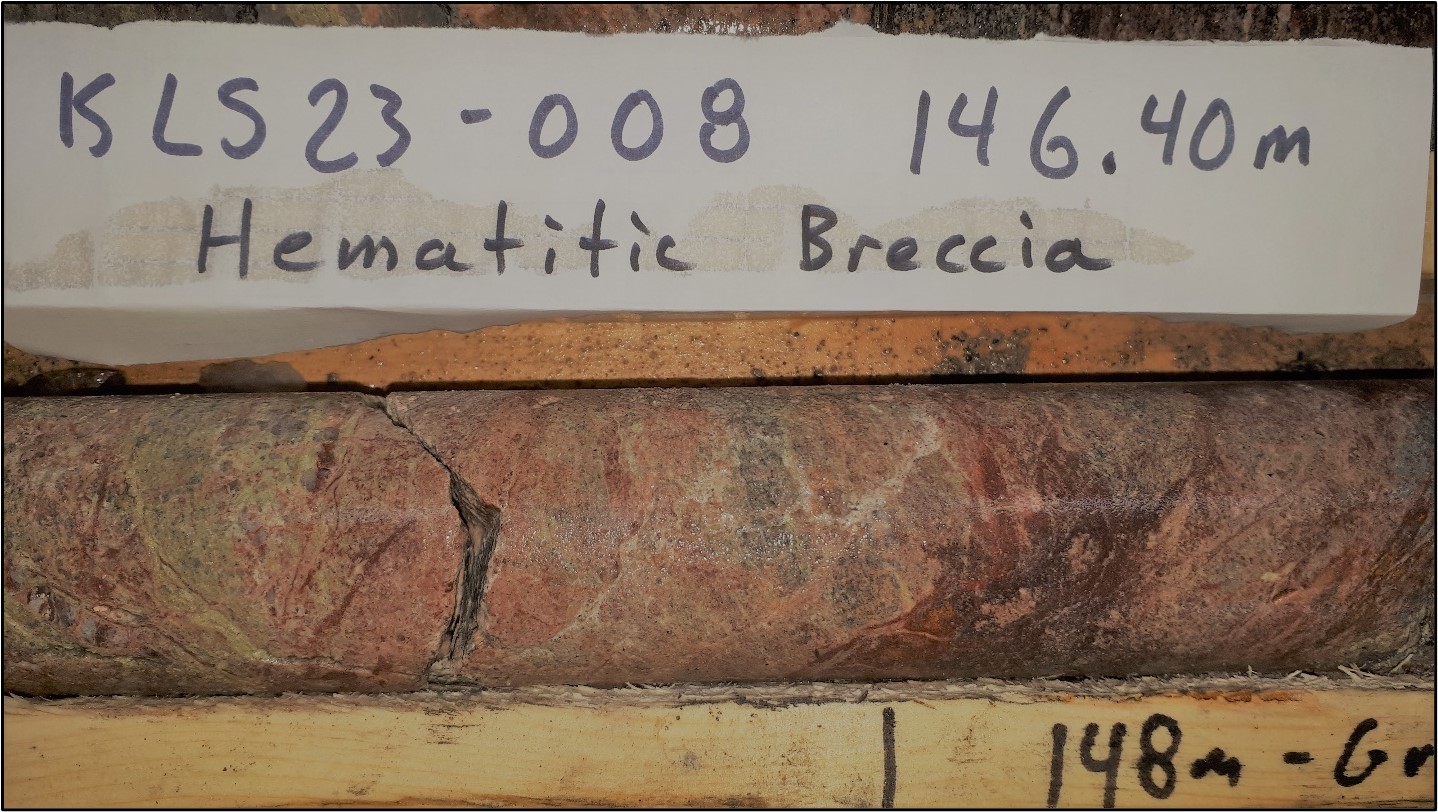 KLS23-008 146.40m
Hematitic Breccia
148m - Gr